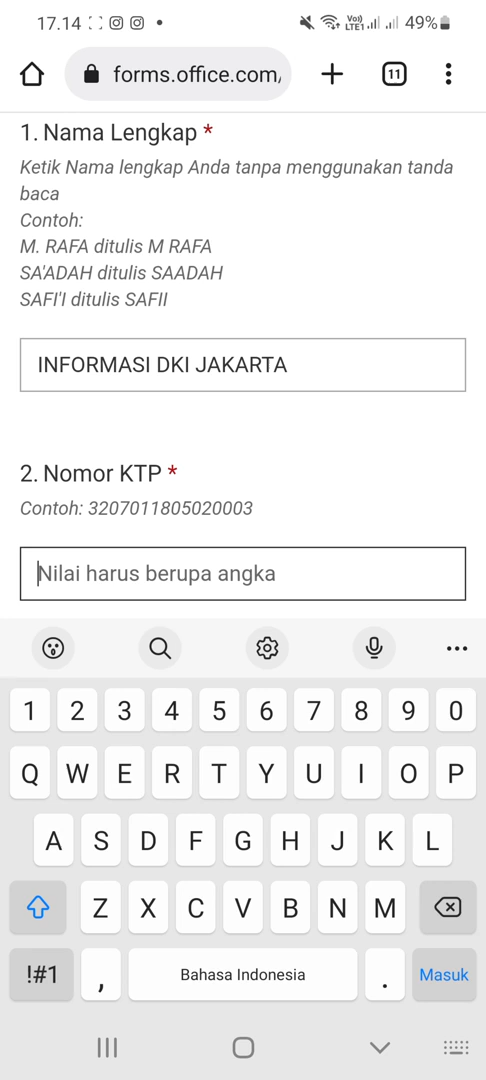 17.14
Vo)) LTE1
49%
forms.office.com/
11
1. Nama Lengkap *
Ketik Nama lengkap Anda tanpa menggunakan tanda
baca
Contoh:
M. RAFA ditulis M RAFA
SA'ADAH ditulis SAADAH
SAFI'I ditulis SAFII
INFORMASI DKI JAKARTA
2. Nomor KTP *
Contoh: 3207011805020003
Nilai harus berupa angka
1 2 3 4 5 6 7 8 9 0
Q W E R T Y U I O P
A S D F G H J K L
Z X C V B N M
!#1 , Bahasa Indonesia . Masuk